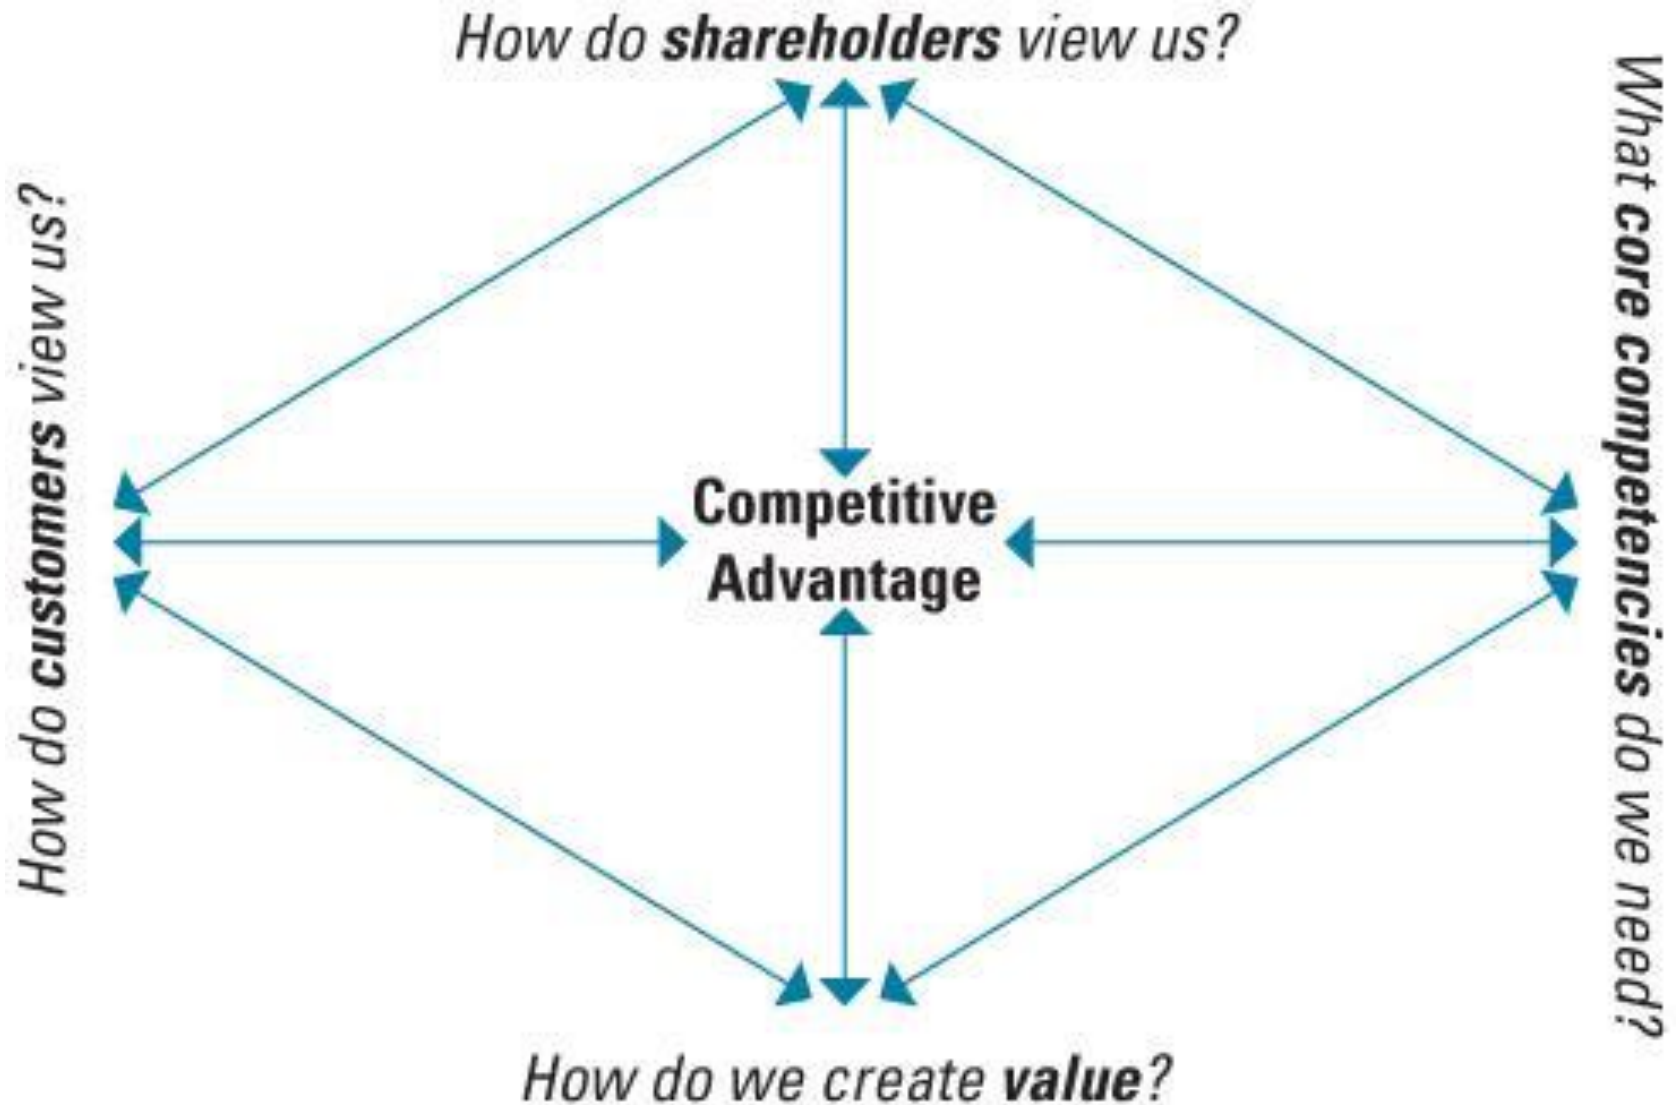 How do shareholders view us?
How do customers view us?
Competitive
Advantage
What core competencies do we need?
How do we create value?